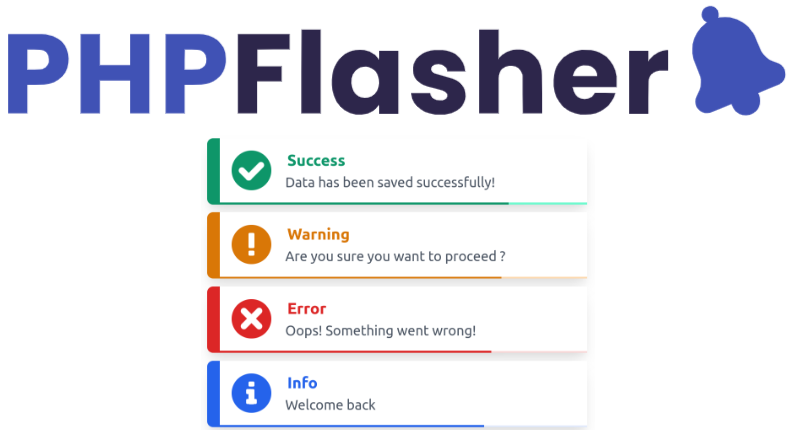 PHPFlasher
Success
Data has been saved successfully!
Warning
Are you sure you want to proceed ?
Error
Oops! Something went wrong!
Info
Welcome back